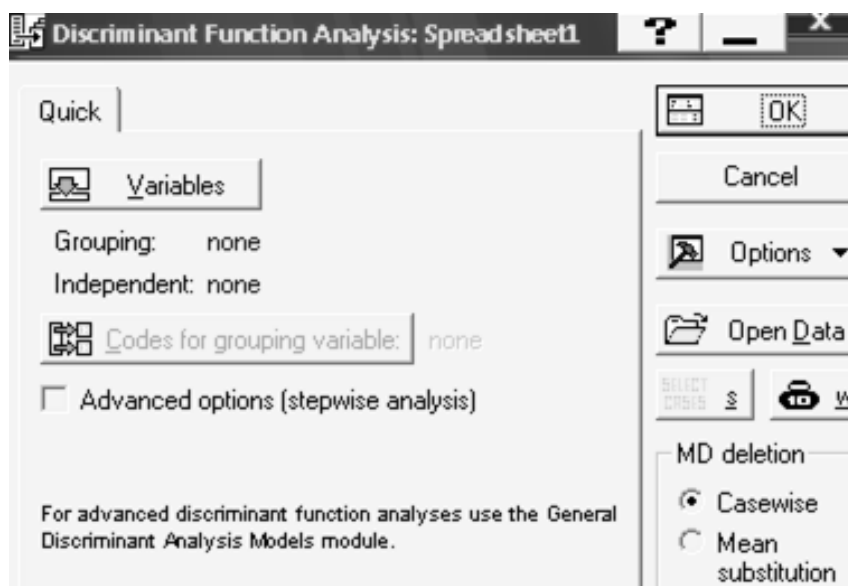 Discriminant Function Analysis: Spreadsheet1
Quick
Variables
Grouping: none
Independent: none
Codes for grouping variable: none
Advanced options (stepwise analysis)
For advanced discriminant function analyses use the General
Discriminant Analysis Models module.
? _ X
OK
Cancel
Options
Open Data
SELECT
CASES S W
MD deletion
Casewise
Mean
substitution